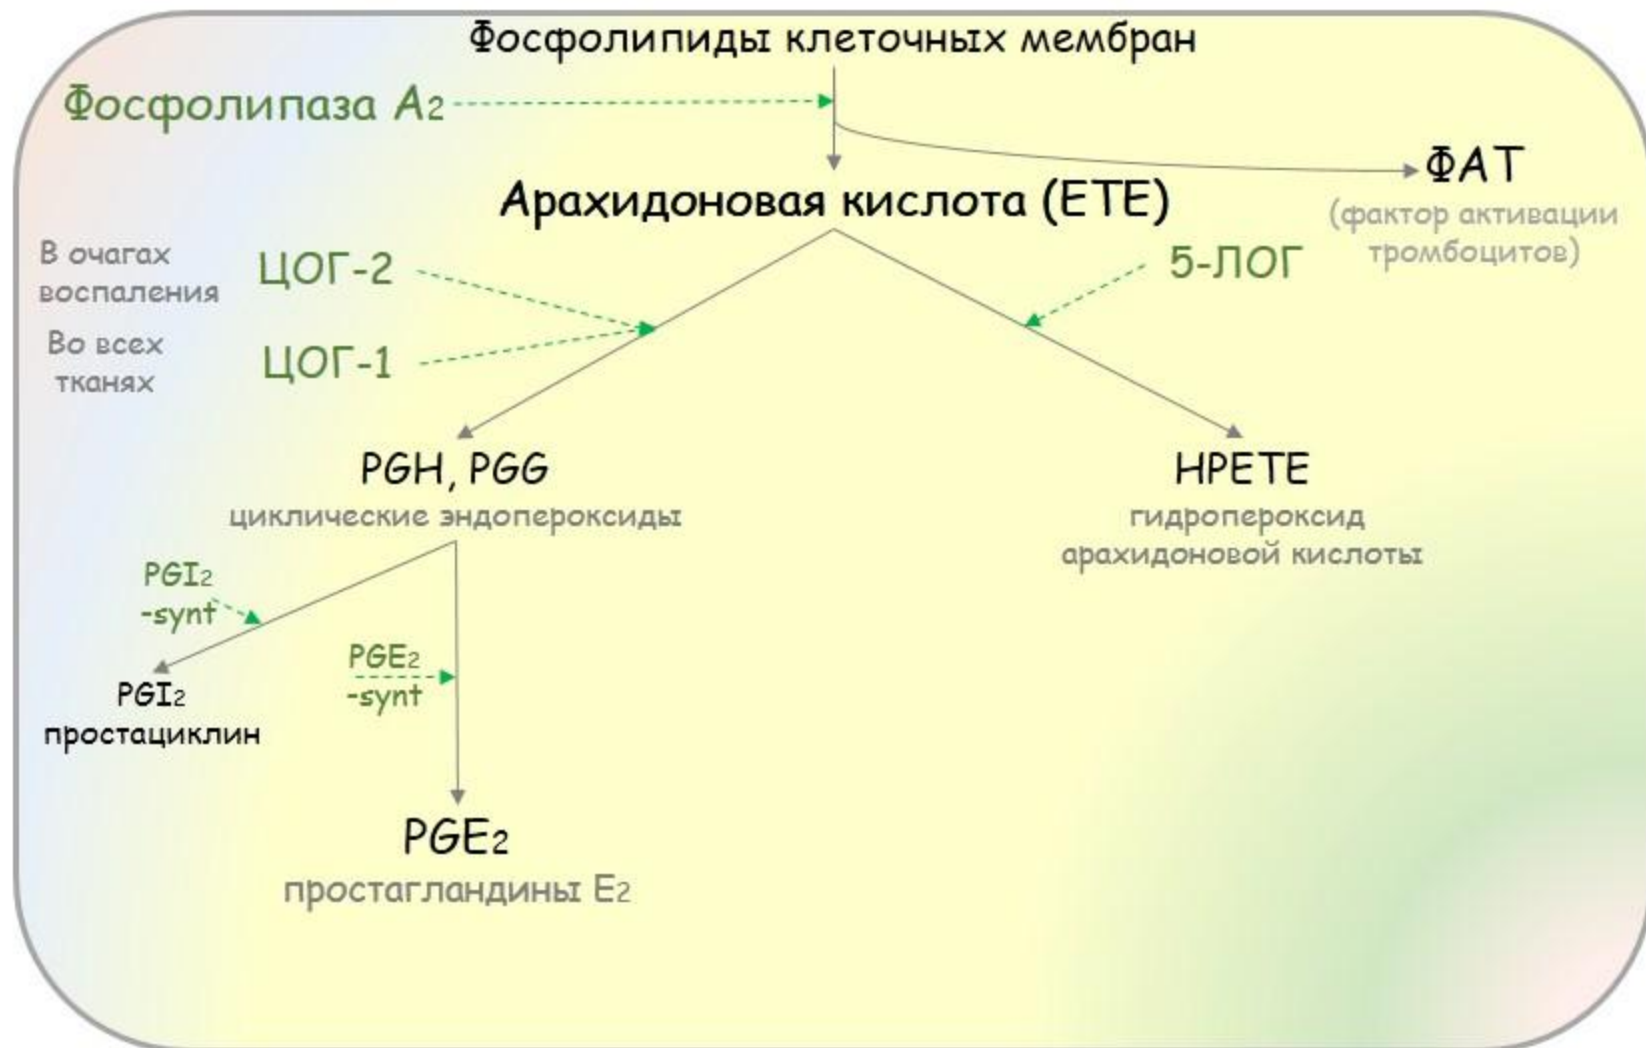 Фосфолипиды клеточных мембран
Фосфолипаза А2
ФАТ
(фактор активации
тромбоцитов)
Арахидоновая кислота (ETE)
В очагах
воспаления
ЦОГ-2
5-ЛОГ
Во всех
тканях
ЦОГ-1
PGH, PGG
циклические эндопероксиды
HPETE
гидропероксид
арахидоновой кислоты
PGI2
-synt
PGE2
-synt
PGI2
простациклин
PGE2
простагландины E2